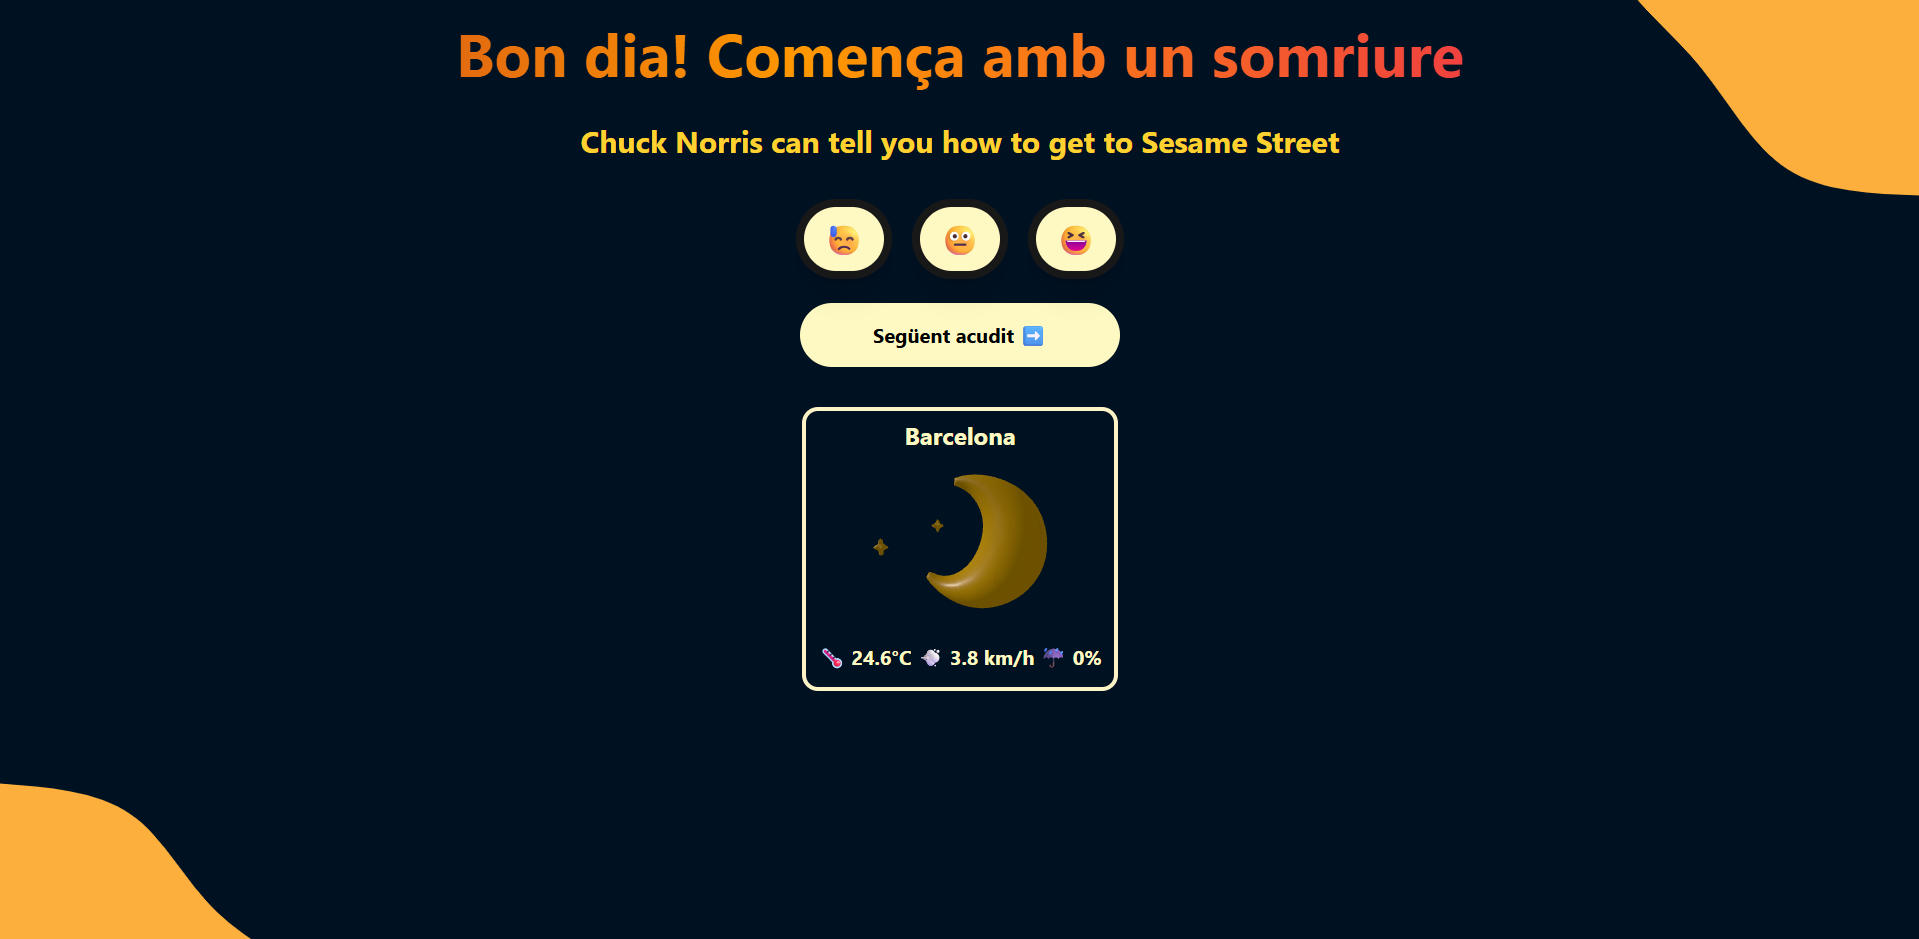 Bon dia! Comença amb un somriure
Chuck Norris can tell you how to get to Sesame Street
Següent acudit ➡️
Barcelona
24.6°C 3.8 km/h 0%